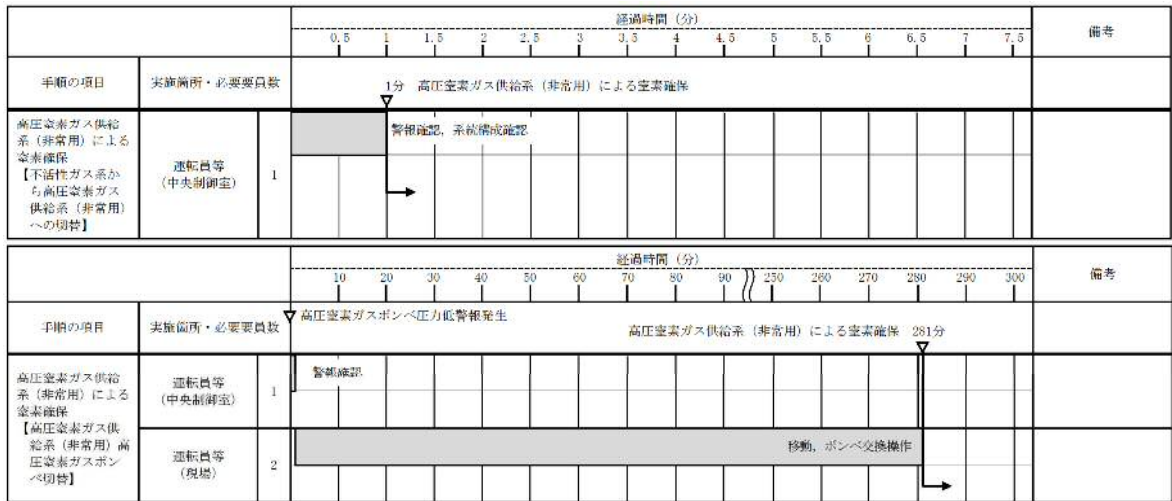 経過時間（分）
備考
0.5 1 1.5 2 2.5 3 3.5 4 4.5 5 5.5 6 6.5 7 7.5
手順の項目
実施箇所・必要要員数
1分 高圧窒素ガス供給系（非常用）による窒素確保
高圧窒素ガス供給
系（非常用）による
窒素確保
【不活性ガス系か
ら高圧窒素ガス
供給系（非常用）
への切替】
運転員等
（中央制御室）
1
警報確認，系統構成確認
経過時間（分）
備考
10 20 30 40 50 60 70 80 90 250 260 270 280 290 300
手順の項目
実施箇所・必要要員数
高圧窒素ガスボンベ圧力低警報発生
高圧窒素ガス供給系（非常用）による窒素確保 281分
高圧窒素ガス供給
系（非常用）による
窒素確保
【高圧窒素ガス供
給系（非常用）高
圧窒素ガスボン
ベ切替】
運転員等
（中央制御室）
1
警報確認
運転員等
（現場）
2
移動，ボンベ交換操作